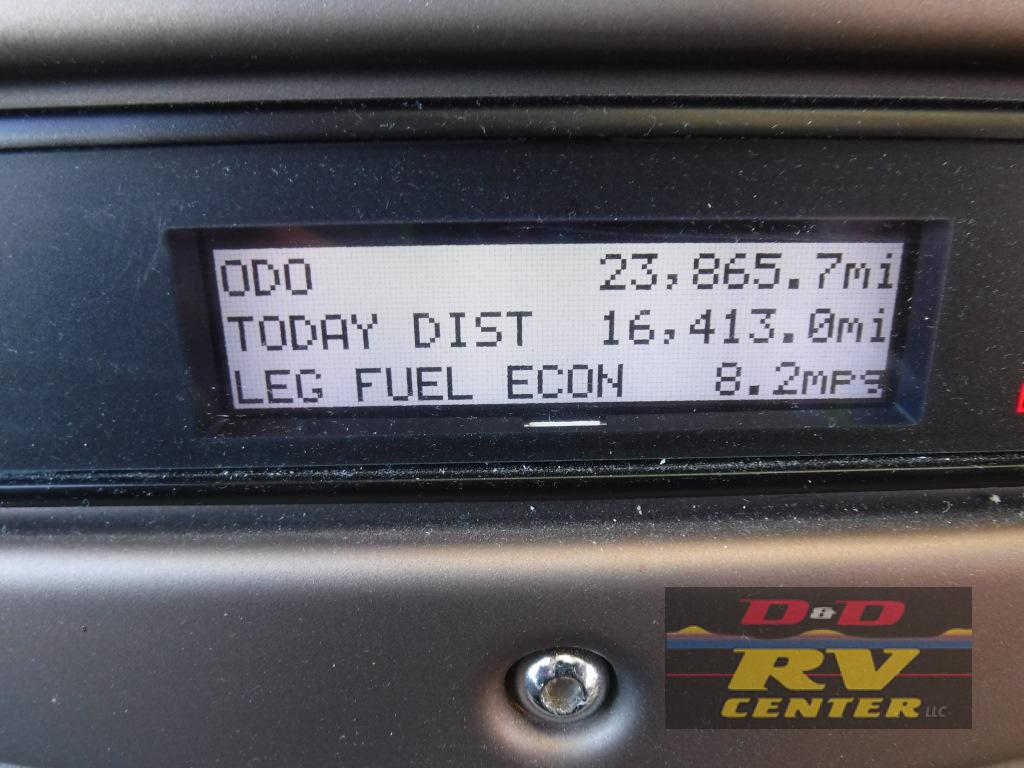 ODO 23,865.7mi
TODAY DIST 16,413.0mi
LEG FUEL ECON 8.2mpg
D&D
RV
CENTER LLC